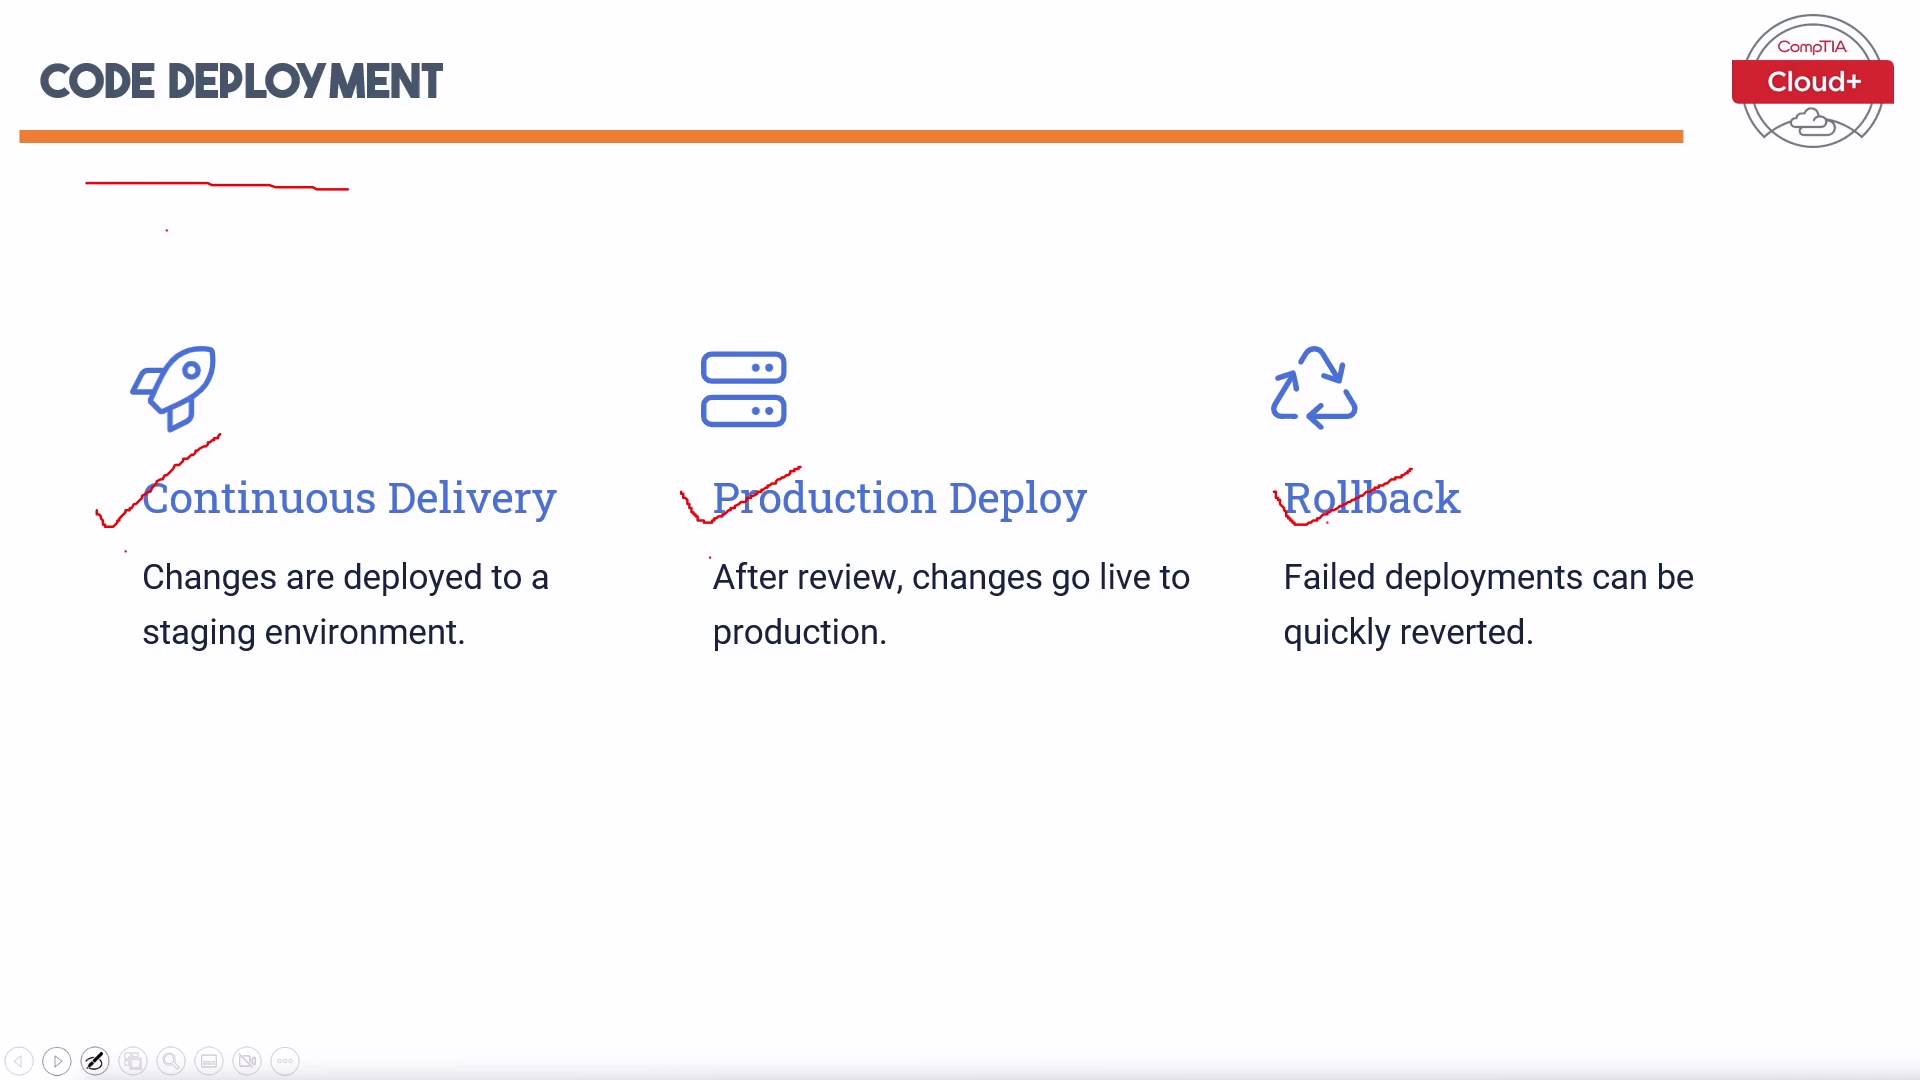 CODE DEPLOYMENT
CompTIA
Cloud+
Continuous Delivery
Changes are deployed to a
staging environment.
Production Deploy
After review, changes go live to
production.
Rollback
Failed deployments can be
quickly reverted.